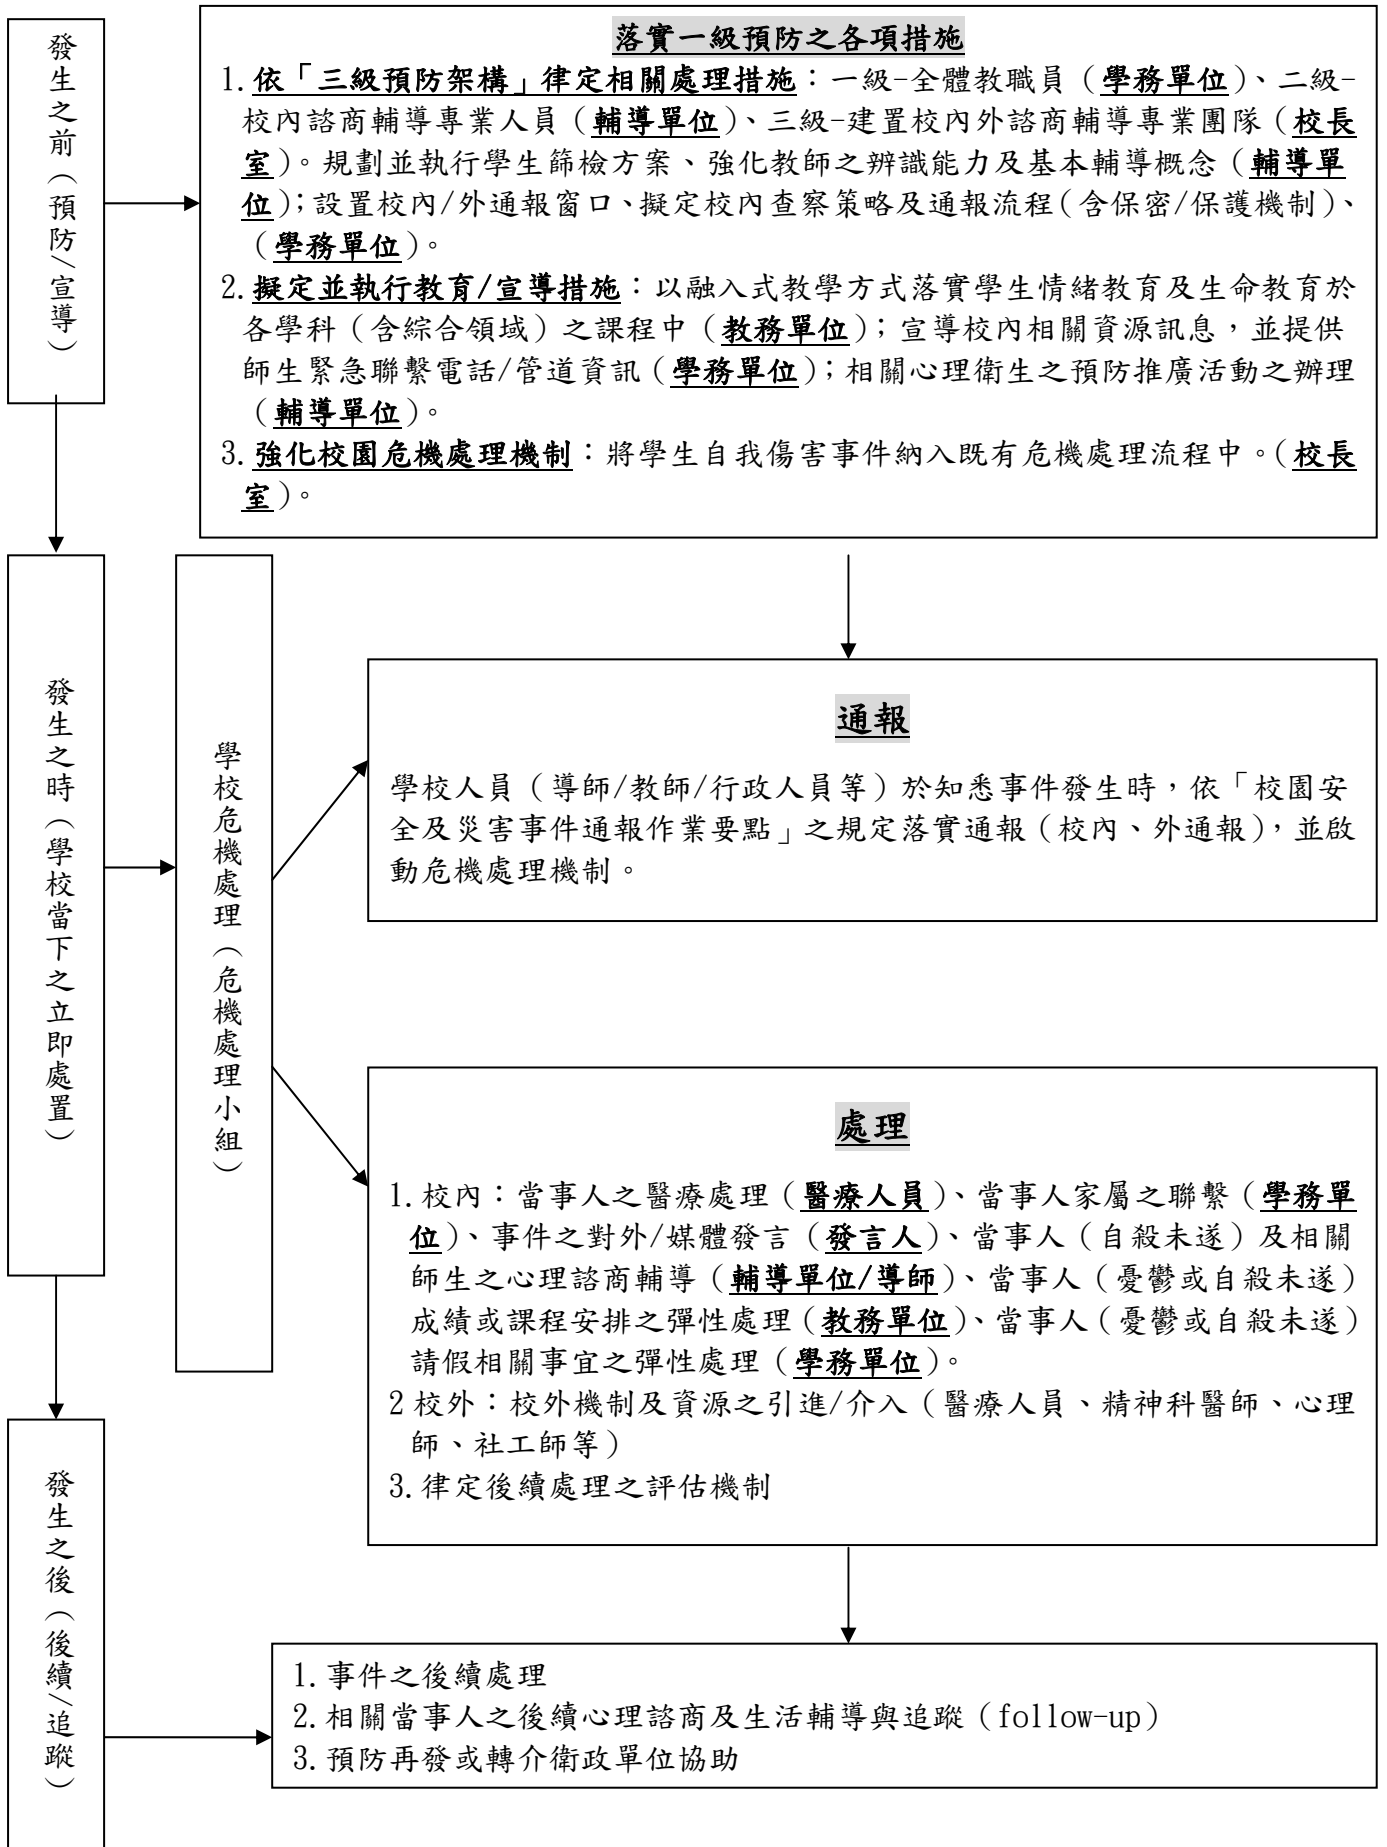 發生之前（預防/宣導）
落實一級預防之各項措施
1.依「三級預防架構」律定相關處理措施：一級-全體教職員（學務單位）、二級-
校內諮商輔導專業人員（輔導單位）、三級-建置校內外諮商輔導專業團隊（校長
室）。規劃並執行學生篩檢方案、強化教師之辨識能力及基本輔導概念（輔導單
位）；設置校內/外通報窗口、擬定校內查察策略及通報流程（含保密/保護機制）、
（學務單位）。
2.擬定並執行教育/宣導措施：以融入式教學方式落實學生情緒教育及生命教育於
各學科（含綜合領域）之課程中（教務單位）；宣導校內相關資源訊息，並提供
師生緊急聯繫電話/管道資訊（學務單位）；相關心理衛生之預防推廣活動之辦理
（輔導單位）。
3.強化校園危機處理機制：將學生自我傷害事件納入既有危機處理流程中。（校長
室）。
發生之時（學校當下之立即處置）
學校危機處理（危機處理小組）
通報
學校人員（導師/教師/行政人員等）於知悉事件發生時，依「校園安
全及災害事件通報作業要點」之規定落實通報（校內、外通報），並啟
動危機處理機制。
處理
1.校內：當事人之醫療處理（醫療人員）、當事人家屬之聯繫（學務單
位）、事件之對外/媒體發言（發言人）、當事人（自殺未遂）及相關
師生之心理諮商輔導（輔導單位/導師）、當事人（憂鬱或自殺未遂）
成績或課程安排之彈性處理（教務單位）、當事人（憂鬱或自殺未遂）
請假相關事宜之彈性處理（學務單位）。
2 校外：校外機制及資源之引進/介入（醫療人員、精神科醫師、心理
師、社工師等）
3.律定後續處理之評估機制
發生之後（後續/追蹤）
1.事件之後續處理
2.相關當事人之後續心理諮商及生活輔導與追蹤（follow-up）
3.預防再發或轉介衛政單位協助